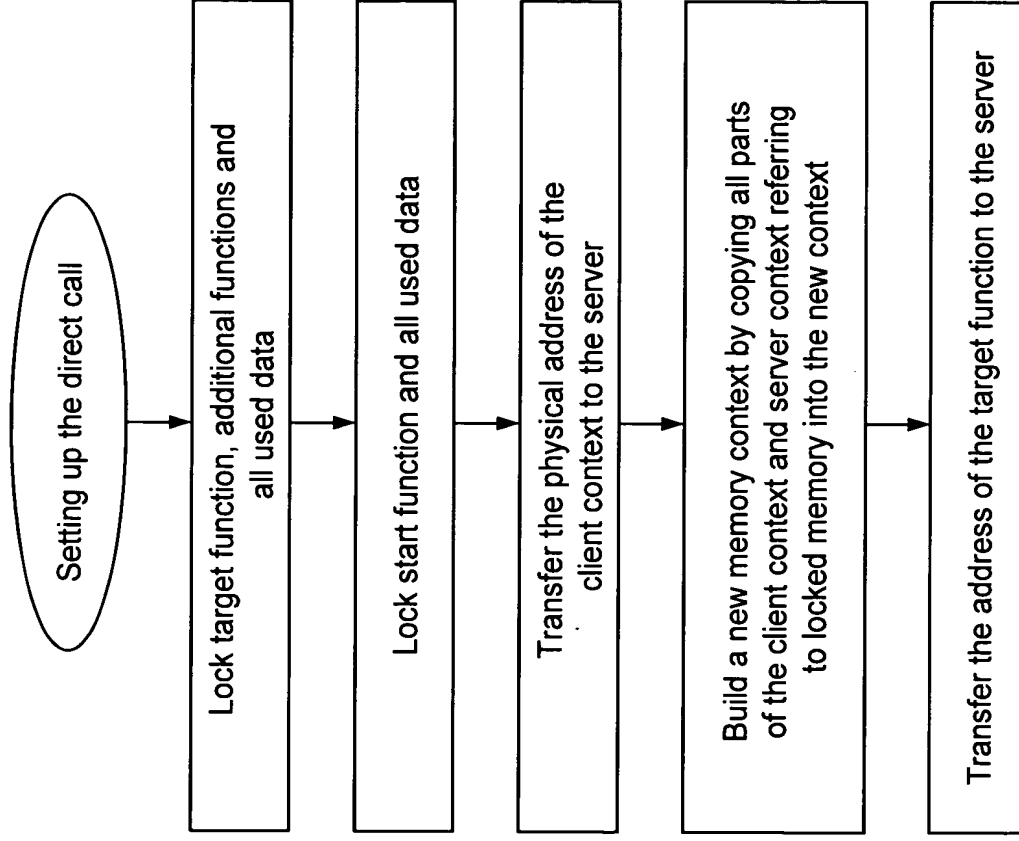 Setting up the direct call
Lock target function, additional functions and
all used data
Lock start function and all used data
Transfer the physical address of the
client context to the server
Build a new memory context by copying all parts
of the client context and server context referring
to locked memory into the new context
Transfer the address of the target function to the server